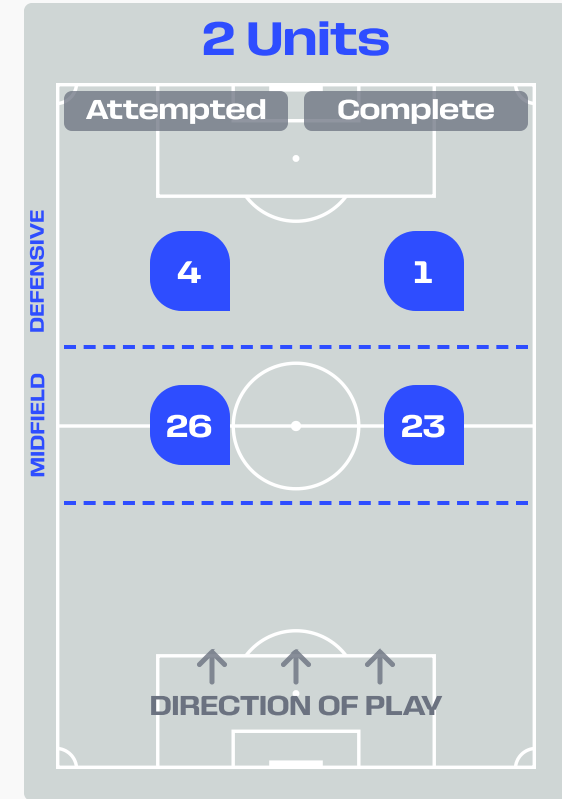 2 Units
Attempted Complete
DEFENSIVE
4 1
MIDFIELD
26 23
DIRECTION OF PLAY